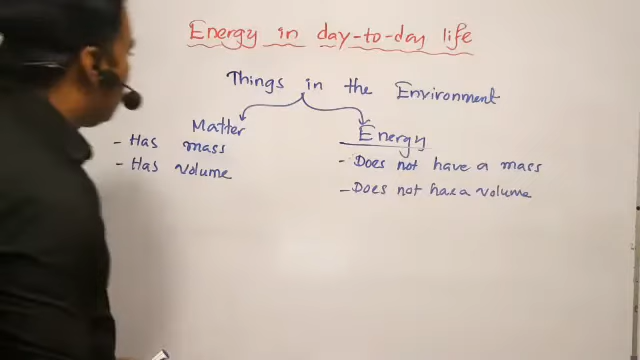 Energy in day-to-day life
Things in the Environment
Matter
- Has mass
- Has volume
Energy
- Does not have a mass
- Does not have a volume